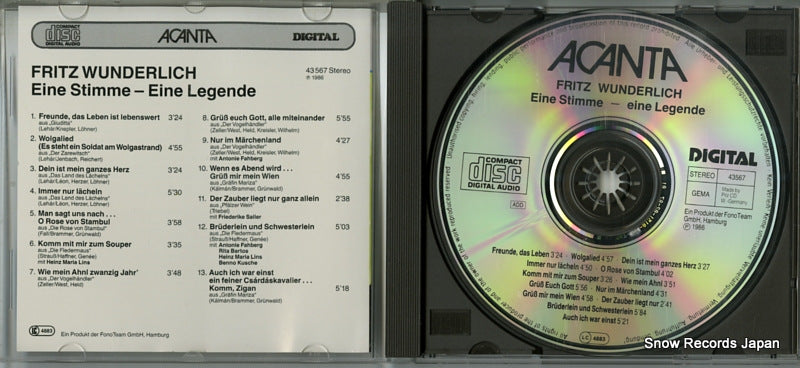 COMPACT
disc
DIGITAL AUDIO
ACANTA
DIGITAL
FRITZ WUNDERLICH
Eine Stimme – Eine Legende
43 567 Stereo
℗ 1986
1. Freunde, das Leben ist lebenswert 3'24
aus „Giuditta“
(Lehár/Knepler, Löhner)
2. Wolgalied
(Es steht ein Soldat am Wolgastrand) 4'55
aus „Der Zarewitsch“
(Lehár/Jenbach, Reichert)
3. Dein ist mein ganzes Herz 3'24
aus „Das Land des Lächelns“
(Lehár/Léon, Herzer, Löhner)
4. Immer nur lächeln 5'30
aus „Das Land des Lächelns“
(Lehár/Léon, Herzer, Löhner)
5. Man sagt uns nach . . .
O Rose von Stambul 3'58
aus „Die Rose von Stambul“
(Fall/Brammer, Grünwald)
6. Komm mit mir zum Souper 3'35
aus „Die Fledermaus“
(Strauß/Haffner, Genée)
mit Heinz Maria Lins
7. Wie mein Ahnl zwanzig Jahr' 3'48
aus „Der Vogelhändler“
(Zeller/West, Held)
8. Grüß euch Gott, alle miteinander 5'55
aus „Der Vogelhändler“
(Zeller/West, Held, Kreisler, Wilhelm)
9. Nur im Märchenland 4'27
aus „Der Vogelhändler“
(Zeller/West, Held, Kreisler, Wilhelm)
mit Antonie Fahberg
10. Wenn es Abend wird . . .
Grüß mir mein Wien 4'55
aus „Gräfin Mariza“
(Kálmán/Brammer, Grünwald)
11. Der Zauber liegt nur ganz allein 2'38
aus „Pfälzer Wein“
(Triebel)
mit Friederike Sailer
12. Brüderlein und Schwesterlein 5'03
aus „Die Fledermaus“
(Strauß/Haffner, Genée)
mit Antonie Fahberg
Rita Bartos
Heinz Maria Lins
Benno Kusche
13. Auch ich war einst
ein feiner Csárdáskavalier . . .
Komm, Zigan 5'18
aus „Gräfin Mariza“
(Kálmán/Brammer, Grünwald)
LC 4883
Ein Produkt der FonoTeam GmbH, Hamburg
ACANTA
FRITZ WUNDERLICH
Eine Stimme – eine Legende
COMPACT
disc
DIGITAL AUDIO
ADD
DIGITAL
STEREO 43567
GEMA
Made by
PDO
W. Germany
Ein Produkt der FonoTeam
GmbH, Hamburg
℗ 1986
Freunde, das Leben 3'24 · Wolgalied 4'57 · Dein ist mein ganzes Herz 3'27
Immer nur lächeln 4'50 · O Rose von Stambul 4'02
Komm mit mir zum Souper 3'26 · Wie mein Ahnl 3'51
Grüß Euch Gott 5'56 · Nur im Märchenland 4'31
Grüß mir mein Wien 4'58 · Der Zauber liegt nur 2'41
Brüderlein und Schwesterlein 5'84
Auch ich war einst 5'21
LC 4883
Snow Records Japan